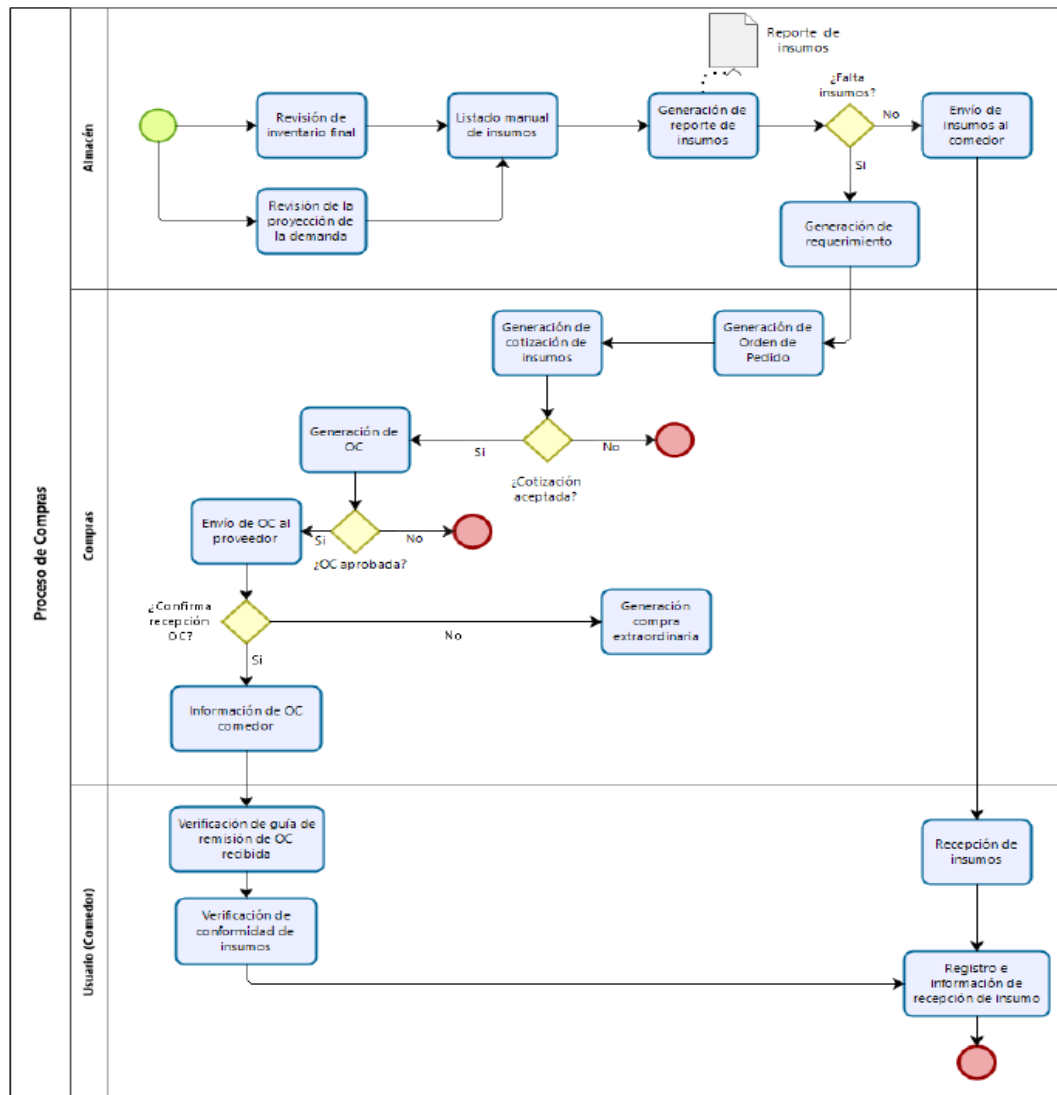 Proceso de Compras
Almacén
Reporte de
insumos
¿Falta
insumos?
Revisión de
inventario final
Listado manual
de insumos
Generación de
reporte de
insumos
No
Envío de
insumos al
comedor
Si
Revisión de la
proyección de
la demanda
Generación de
requerimiento
Compras
Generación de
cotización de
insumos
Generación de
Orden de
Pedido
Generación de
OC
Si
No
¿Cotización
aceptada?
Envío de OC al
proveedor
Si
No
¿OC aprobada?
¿Confirma
recepción
OC?
No
Generación
compra
extraordinaria
Si
Información de OC
comedor
Usuario (Comedor)
Verificación de guía de
remisión de OC
recibida
Recepción de
insumos
Verificación de
conformidad de
insumos
Registro e
información de
recepción de insumo